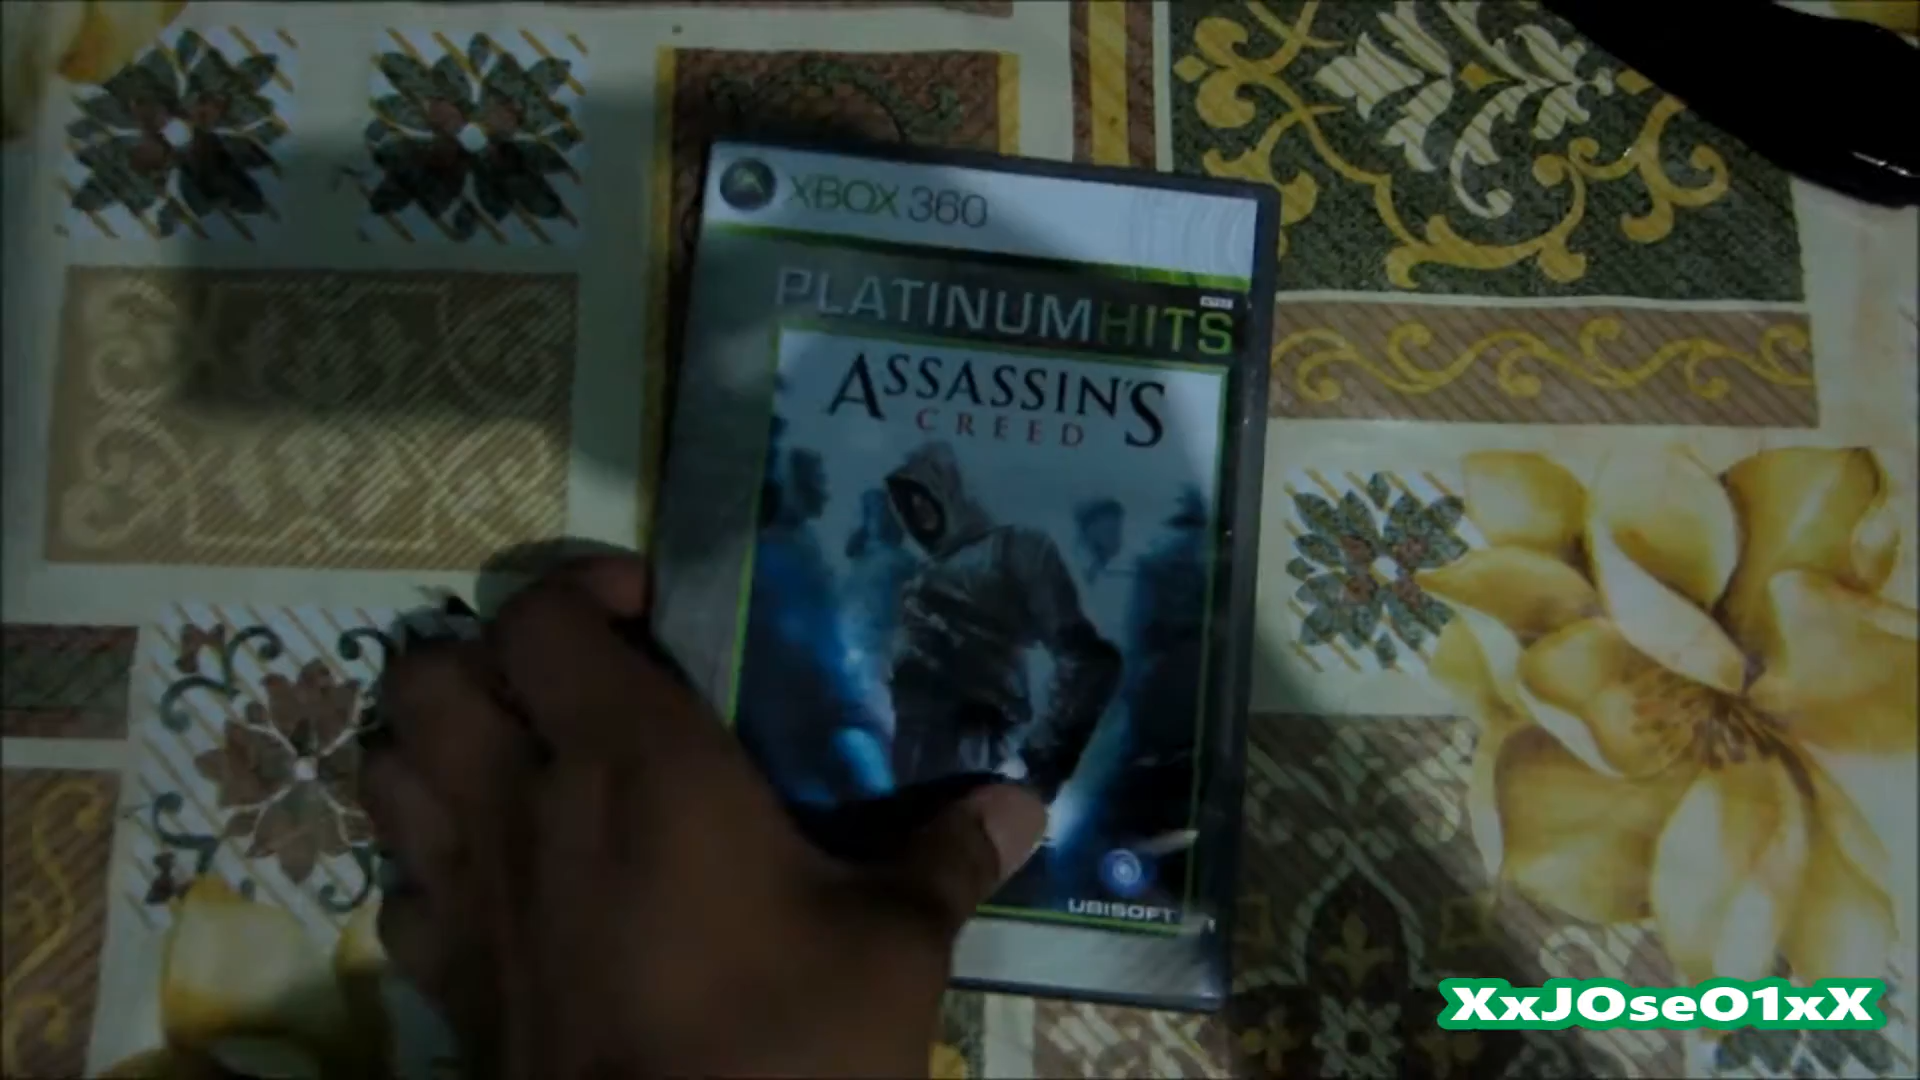 XBOX 360
PLATINUM HITS
ASSASSIN'S
CREED
UBISOFT
XxJOseO1xX